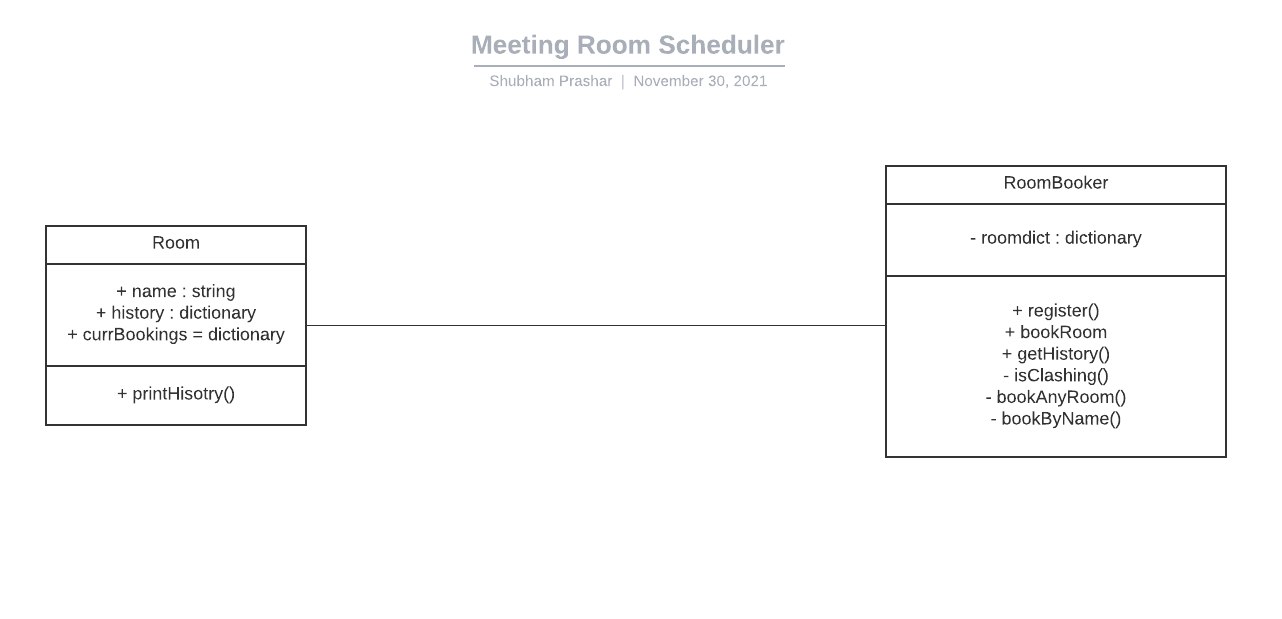 Meeting Room Scheduler
Shubham Prashar | November 30, 2021
Room
+ name : string
+ history : dictionary
+ currBookings = dictionary
+ printHisotry()
RoomBooker
- roomdict : dictionary
+ register()
+ bookRoom
+ getHistory()
- isClashing()
- bookAnyRoom()
- bookByName()